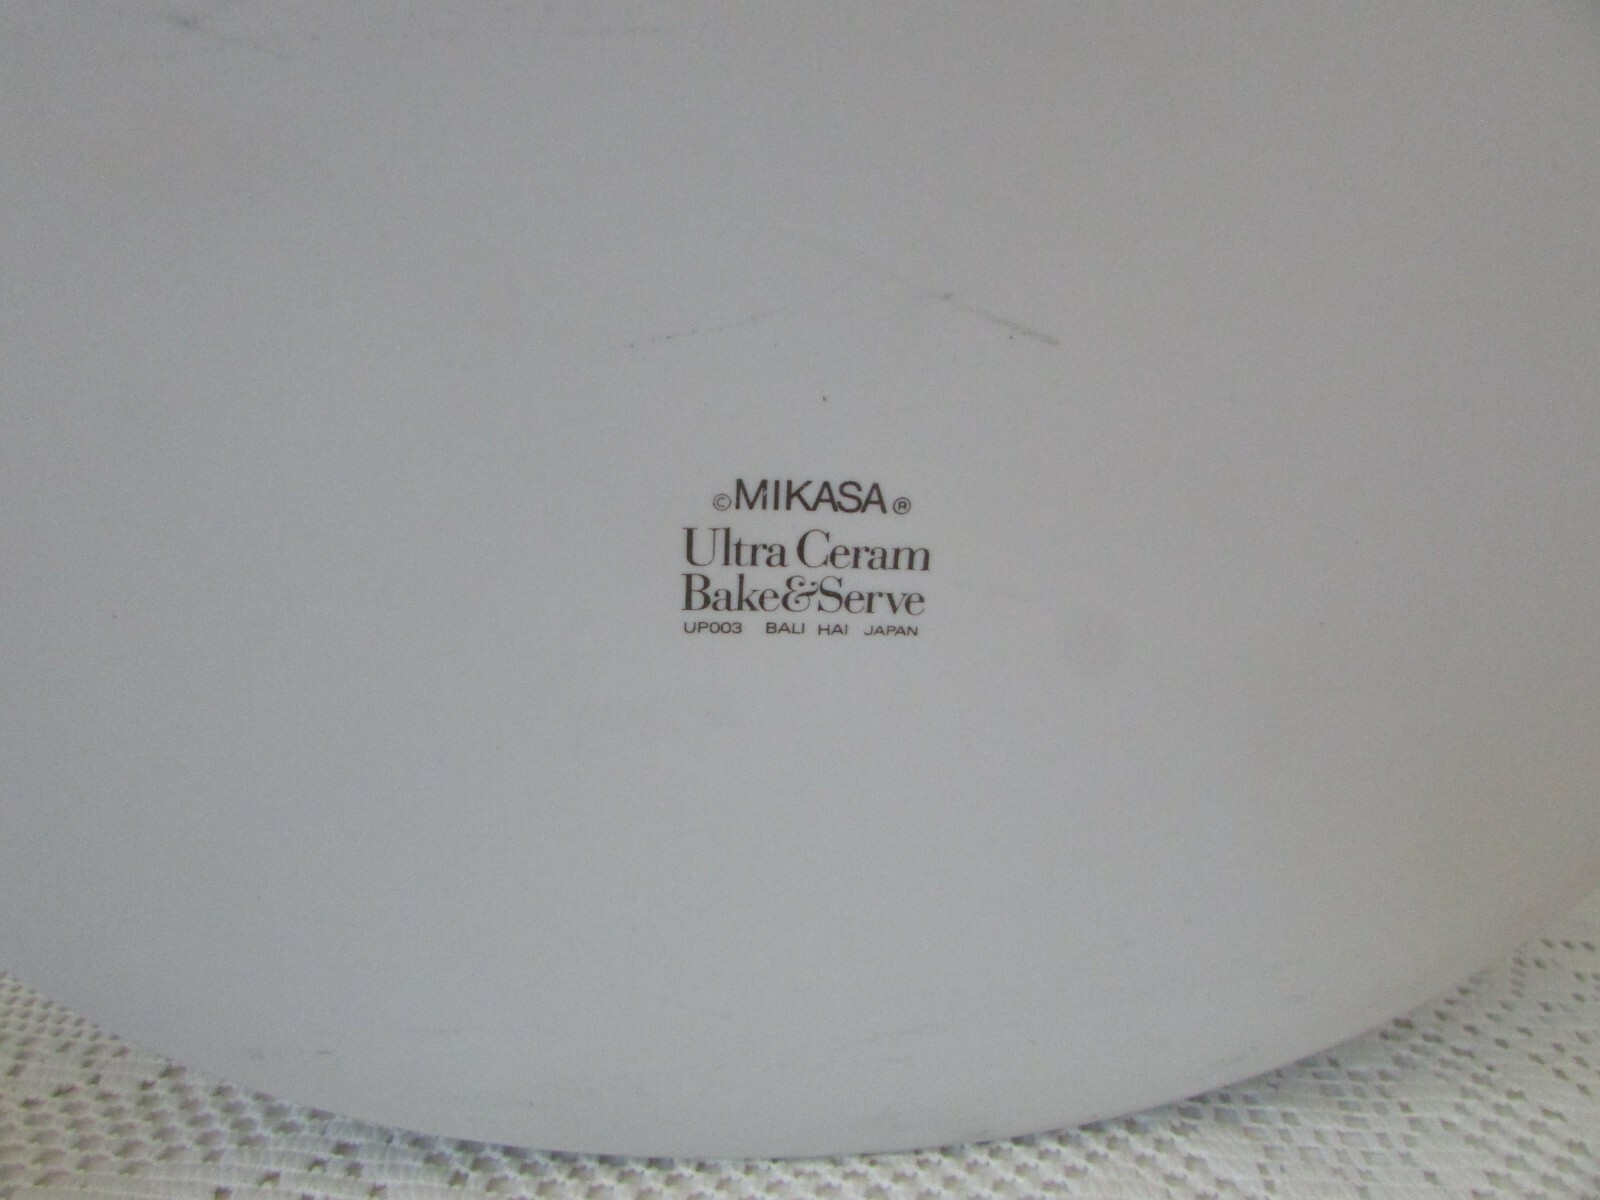 ©MIKASA®
Ultra Ceram
Bake&Serve
UP003 BALI HAI JAPAN